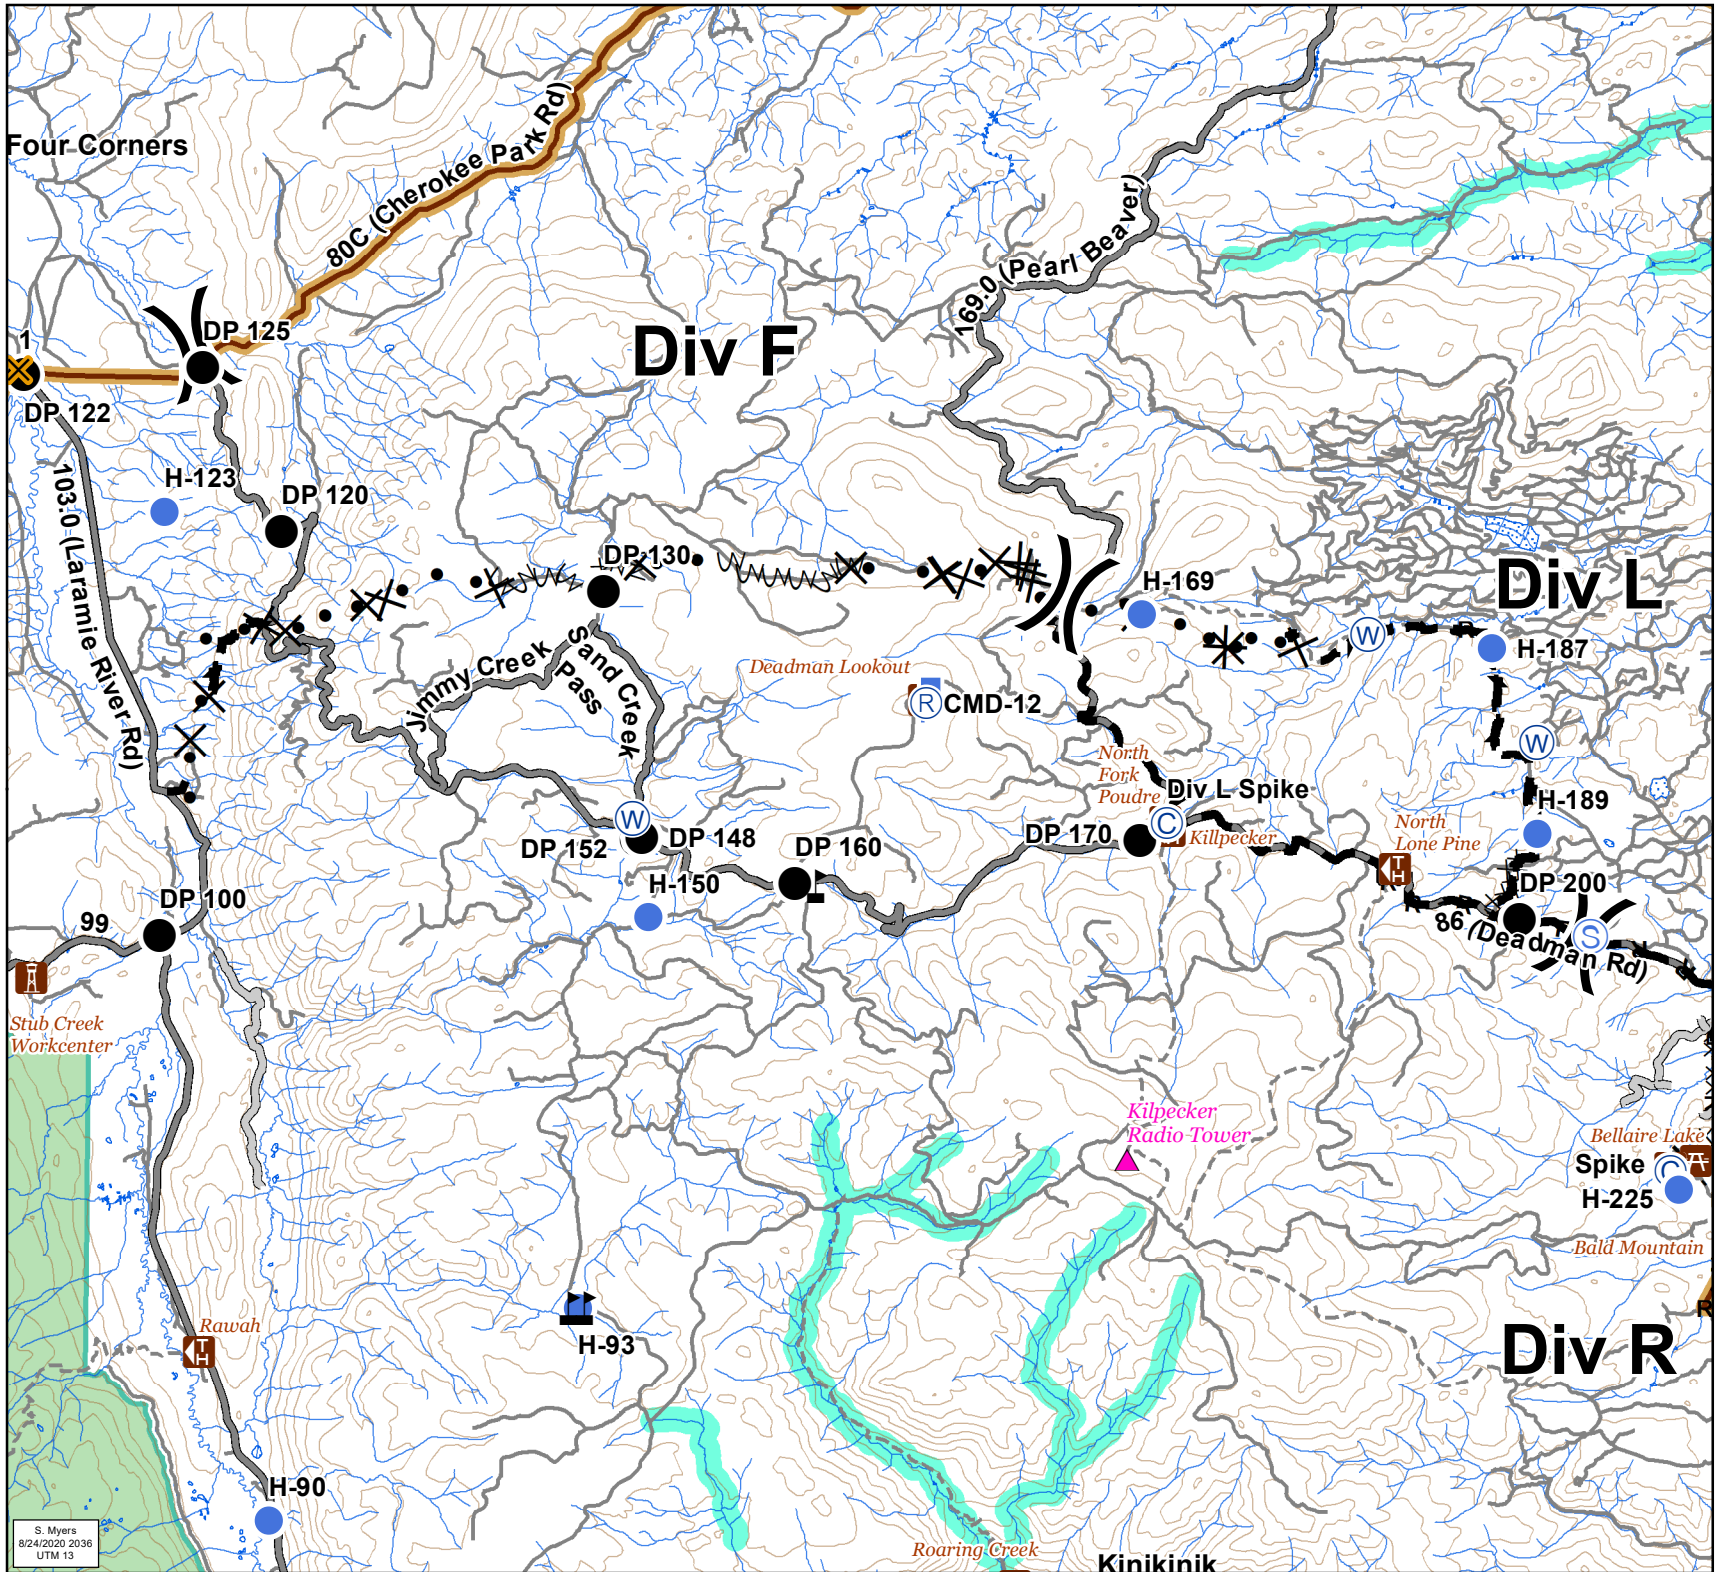 Four Corners
80C (Cherokee Park Rd)
169.0 (Pearl Beaver)
1
DP 125
Div F
DP 122
103.0 (Laramie River Rd)
H-123
DP 120
DP 130
H-169
Div L
W
H-187
Jimmy Creek
Sand Creek
Pass
Deadman Lookout
R
CMD-12
W
North
Fork
Poudre
Div L Spike
H-189
W
C
DP 152
DP 148
DP 160
DP 170
Killpecker
North
Lone Pine
TH
H-150
DP 200
DP 100
99
86 (Deadman Rd)
S
Stub Creek
Workcenter
Kilpecker
Radio Tower
Bellaire Lake
Spike
C
H-225
Bald Mountain
R
Rawah
TH
H-93
Div R
H-90
S. Myers
8/24/2020 2036
UTM 13
Roaring Creek
Kinikinik